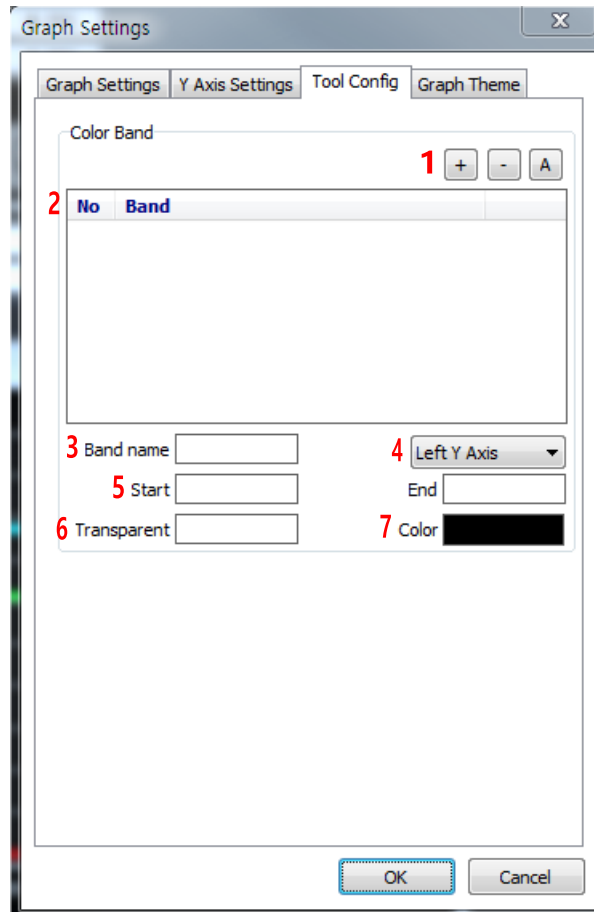 Graph Settings
Graph Settings Y Axis Settings Tool Config Graph Theme
Color Band
1 + - A
2 No Band
3 Band name 4 Left Y Axis
5 Start End
6 Transparent 7 Color
OK Cancel